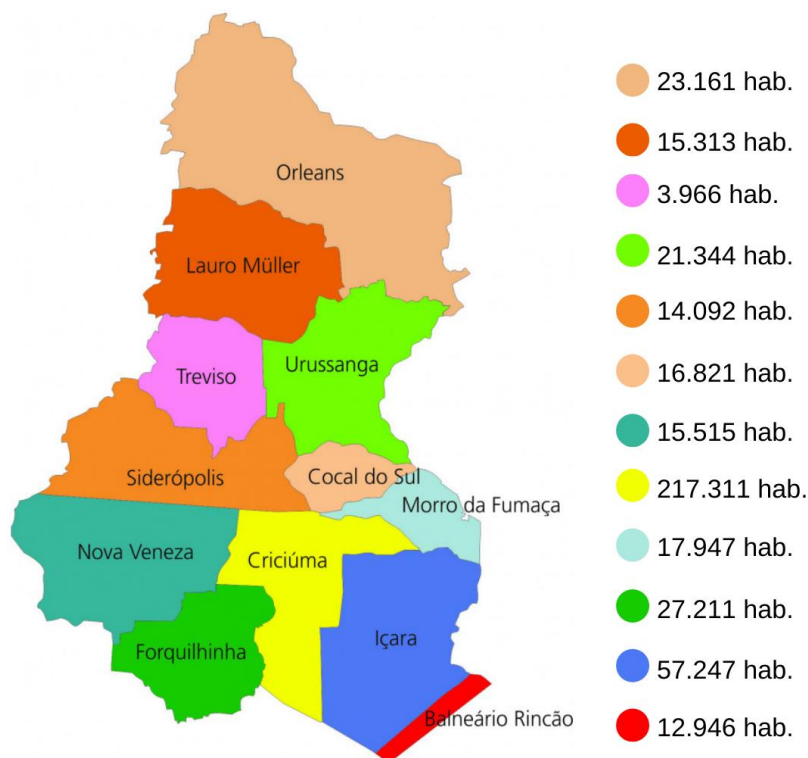 Orleans
Lauro Müller
Treviso
Urussanga
Siderópolis
Cocal do Sul
Morro da Fumaça
Nova Veneza
Criciúma
Forquilhinha
Içara
Balneário Rincão
23.161 hab.
15.313 hab.
3.966 hab.
21.344 hab.
14.092 hab.
16.821 hab.
15.515 hab.
217.311 hab.
17.947 hab.
27.211 hab.
57.247 hab.
12.946 hab.